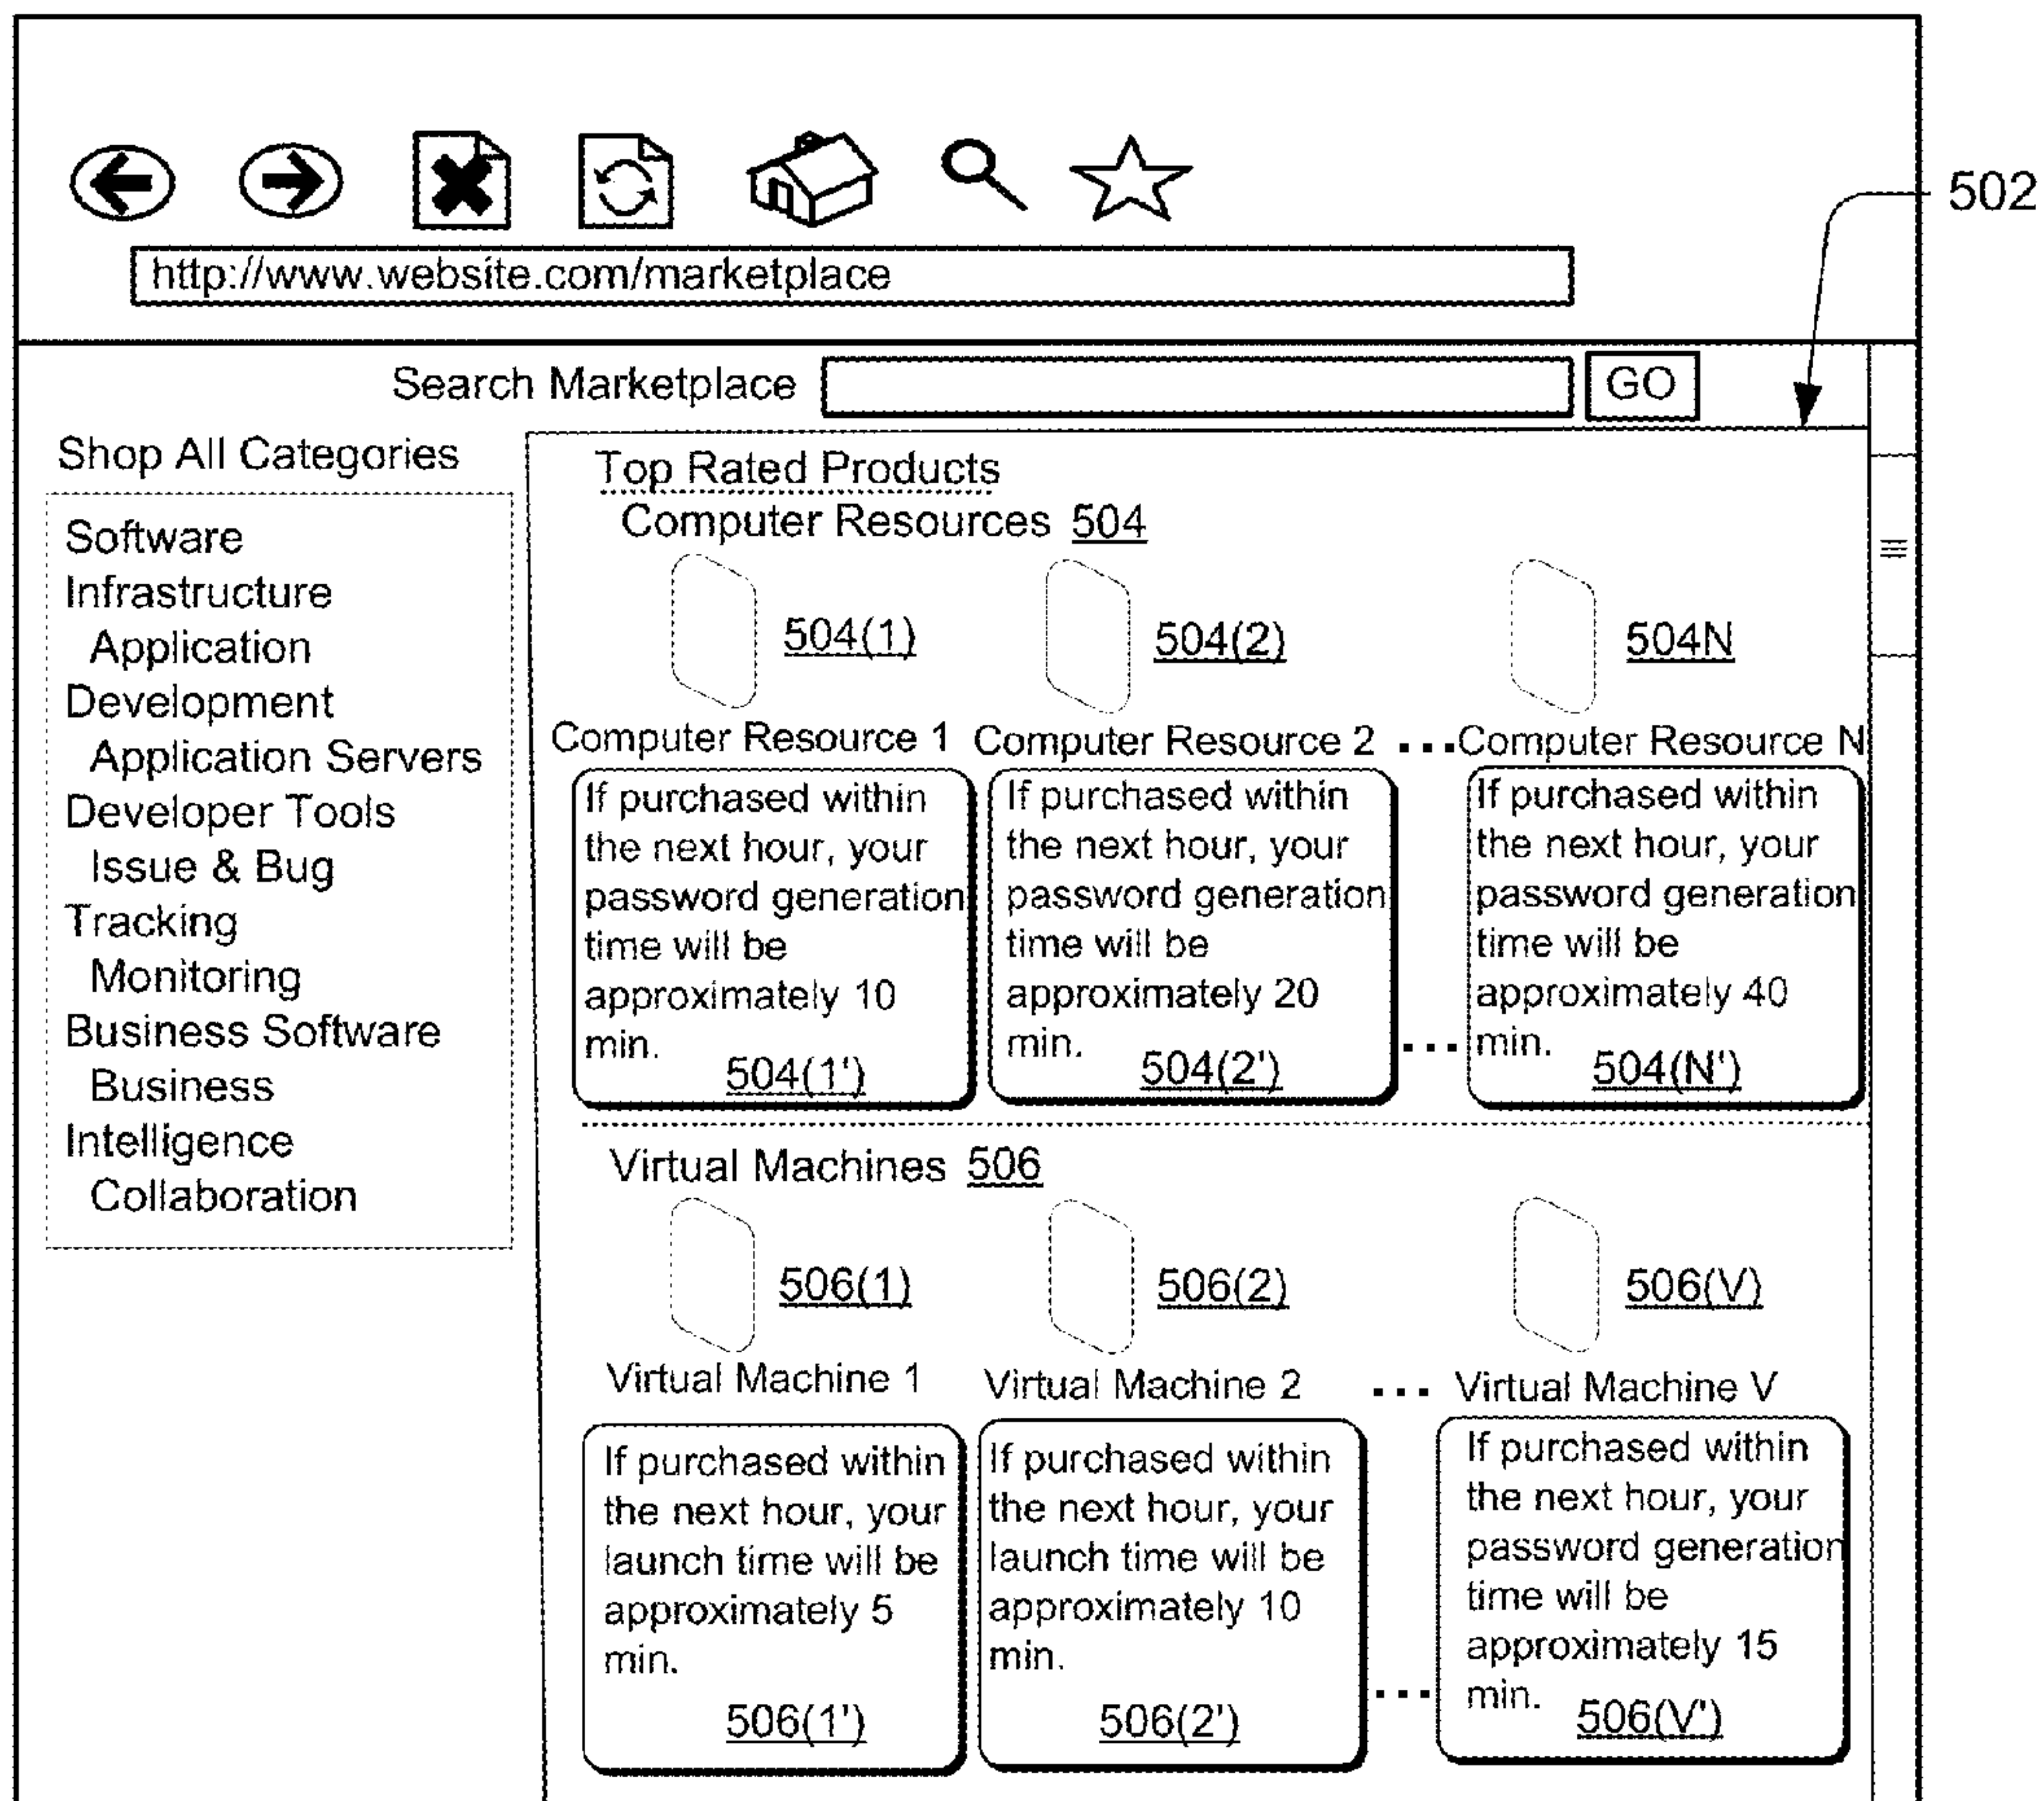 502
http://www.website.com/marketplace
Search Marketplace GO
Shop All Categories
Software
Infrastructure
Application
Development
Application Servers
Developer Tools
Issue & Bug
Tracking
Monitoring
Business Software
Business
Intelligence
Collaboration
Top Rated Products
Computer Resources 504
504(1) 504(2) 504N
Computer Resource 1 Computer Resource 2 ... Computer Resource N
If purchased within
the next hour, your
password generation
time will be
approximately 10
min.
504(1')
If purchased within
the next hour, your
password generation
time will be
approximately 20
min.
504(2')
...
If purchased within
the next hour, your
password generation
time will be
approximately 40
min.
504(N')
Virtual Machines 506
506(1) 506(2) 506(V)
Virtual Machine 1 Virtual Machine 2 ... Virtual Machine V
If purchased within
the next hour, your
launch time will be
approximately 5
min.
506(1')
If purchased within
the next hour, your
launch time will be
approximately 10
min.
506(2')
...
If purchased within
the next hour, your
password generation
time will be
approximately 15
min.
506(V')